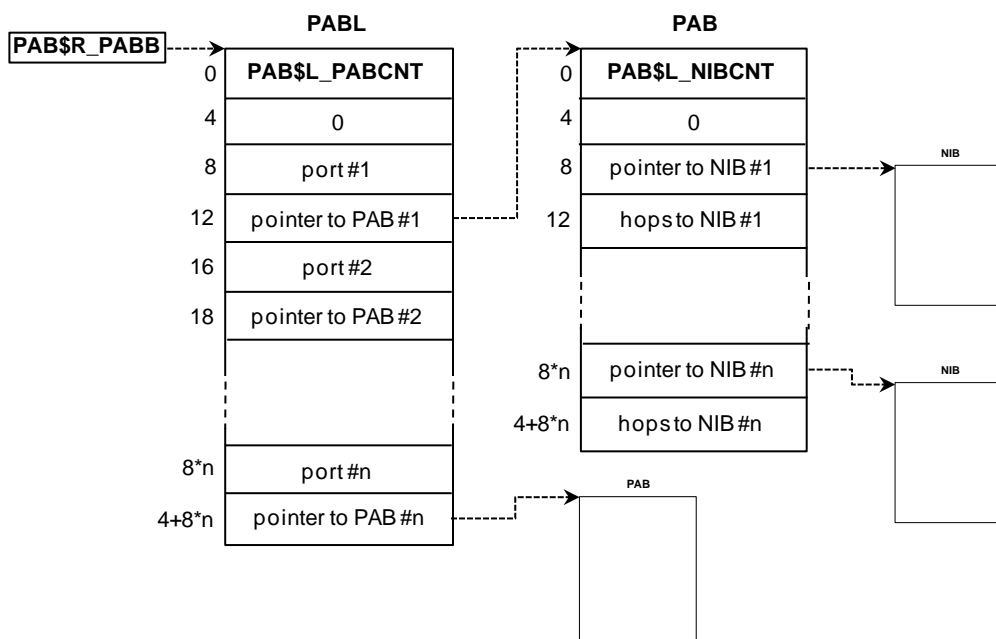 PABL
PAB
PAB$R_PABB
0
PAB$L_PABCNT
0
PAB$L_NIBCNT
4
0
4
0
NIB
8
port #1
8
pointer to NIB #1
12
pointer to PAB #1
12
hops to NIB #1
16
port #2
18
pointer to PAB #2
8*n
pointer to NIB #n
NIB
4+8*n
hops to NIB #n
8*n
port #n
PAB
4+8*n
pointer to PAB #n